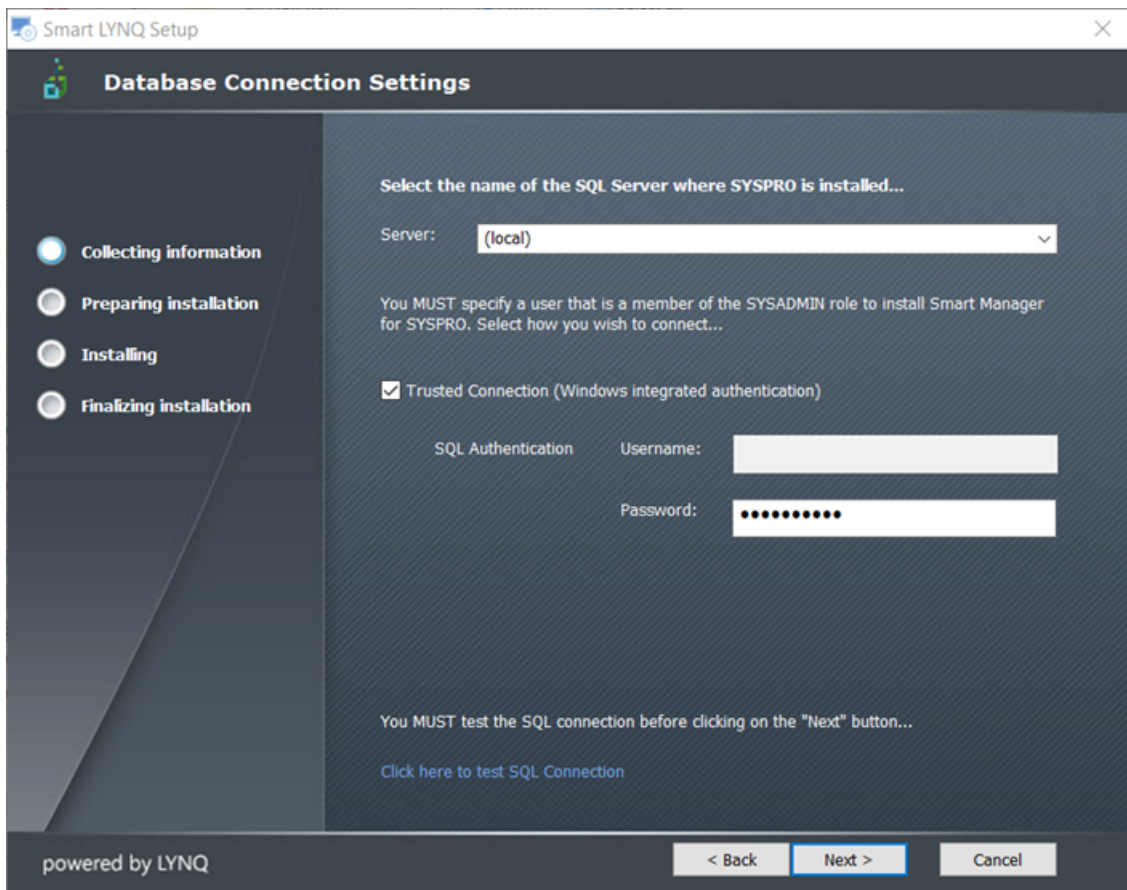 Smart LYNQ Setup
Database Connection Settings
Collecting information
Preparing installation
Installing
Finalizing installation
Select the name of the SQL Server where SYSPRO is installed...
Server: (local)
You MUST specify a user that is a member of the SYSADMIN role to install Smart Manager
for SYSPRO. Select how you wish to connect...
Trusted Connection (Windows integrated authentication)
SQL Authentication Username:
Password: ••••••••••
You MUST test the SQL connection before clicking on the "Next" button...
Click here to test SQL Connection
powered by LYNQ
< Back Next > Cancel